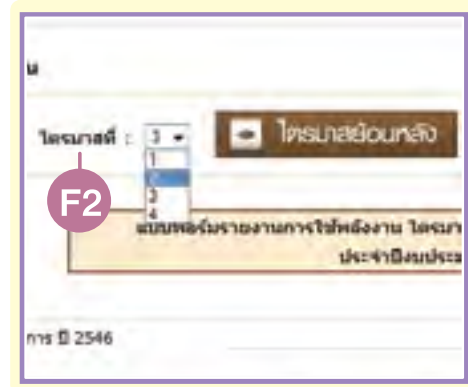 น
ไตรมาสที่ : 3 ไตรมาสย้อนหลัง
1
2
3
4
F2
แบบฟอร์มรายงานการใช้พลังงาน ไตรมา
ประจำปีงบประม
การ ปี 2546